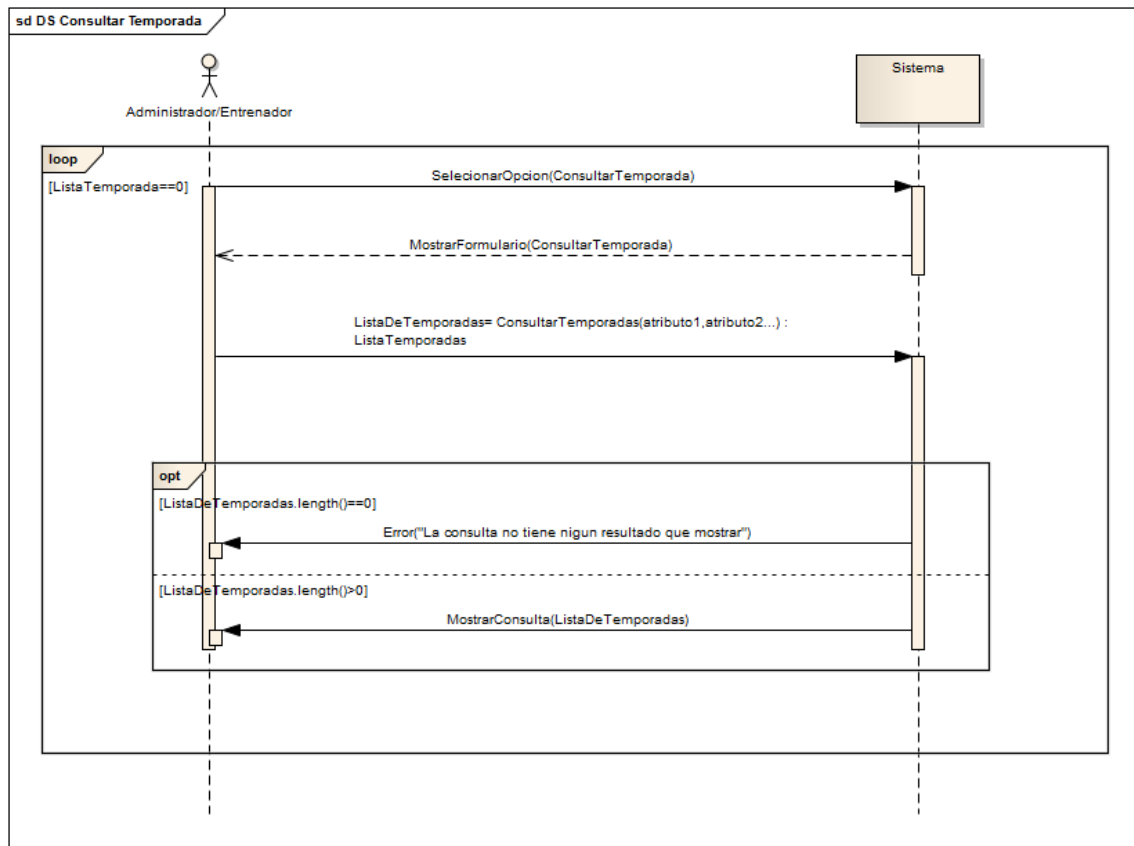 sd DS Consultar Temporada
Administrador/Entrenador
Sistema
loop
[ListaTemporada==0]
SelecionarOpcion(ConsultarTemporada)
MostrarFormulario(ConsultarTemporada)
ListaDeTemporadas= ConsultarTemporadas(atributo1,atributo2...) :
ListaTemporadas
opt
[ListaDeTemporadas.length()==0]
Error("La consulta no tiene nigun resultado que mostrar")
[ListaDeTemporadas.length()>0]
MostrarConsulta(ListaDeTemporadas)